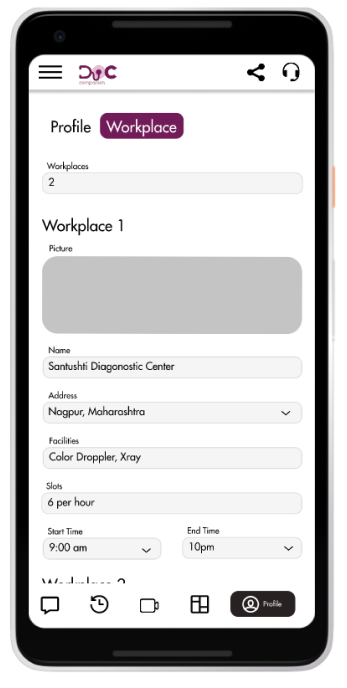 DOC
companion
Profile Workplace
Workplaces
2
Workplace 1
Picture
Name
Santushti Diagonostic Center
Address
Nagpur, Maharashtra
Facilities
Color Droppler, Xray
Slots
6 per hour
Start Time End Time
9:00 am 10pm
Workplace 2
Profile